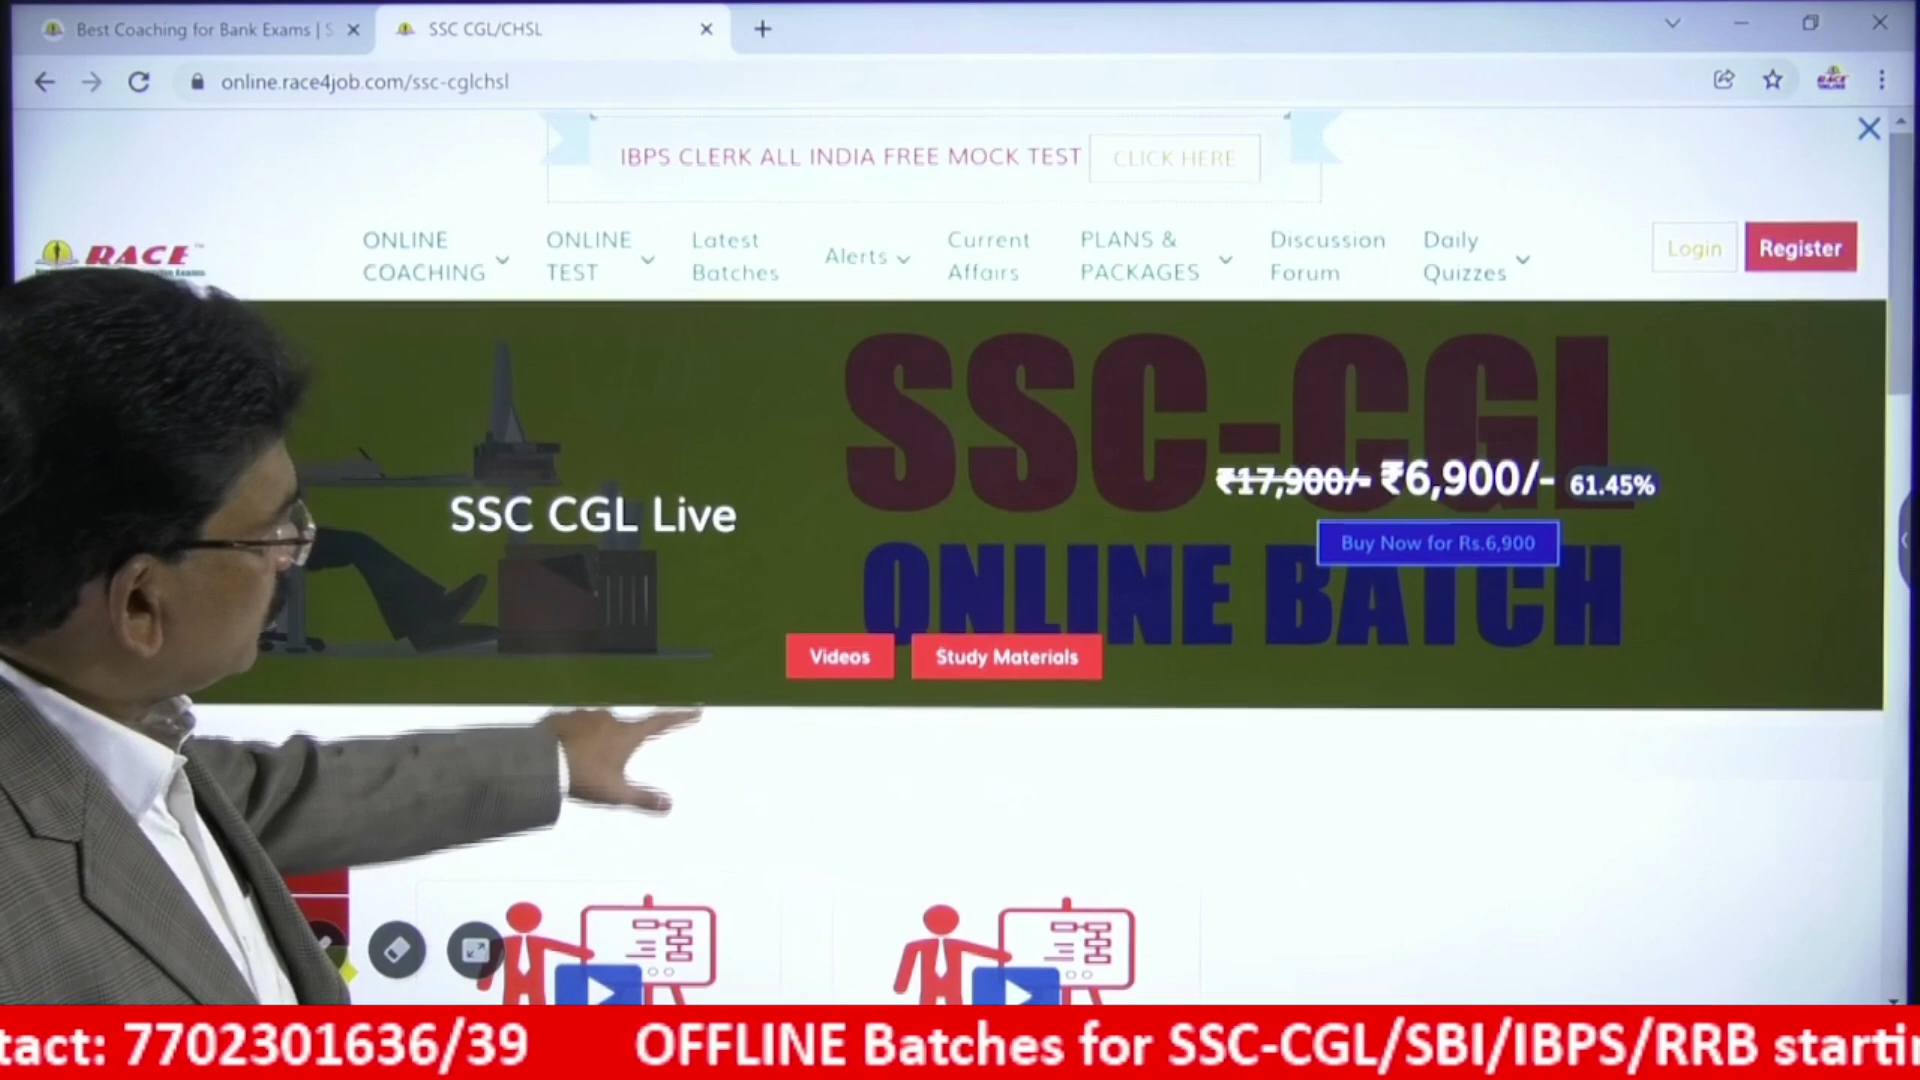 Best Coaching for Bank Exams | S
SSC CGL/CHSL
online.race4job.com/ssc-cglchsl
IBPS CLERK ALL INDIA FREE MOCK TEST
CLICK HERE
RACE
ONLINE
COACHING
ONLINE
TEST
Latest
Batches
Alerts
Current
Affairs
PLANS &
PACKAGES
Discussion
Forum
Daily
Quizzes
Login
Register
SSC-CGL
ONLINE BATCH
SSC CGL Live
₹17,900/- ₹6,900/- 61.45%
Buy Now for Rs.6,900
Videos
Study Materials
tact: 7702301636/39 OFFLINE Batches for SSC-CGL/SBI/IBPS/RRB startin